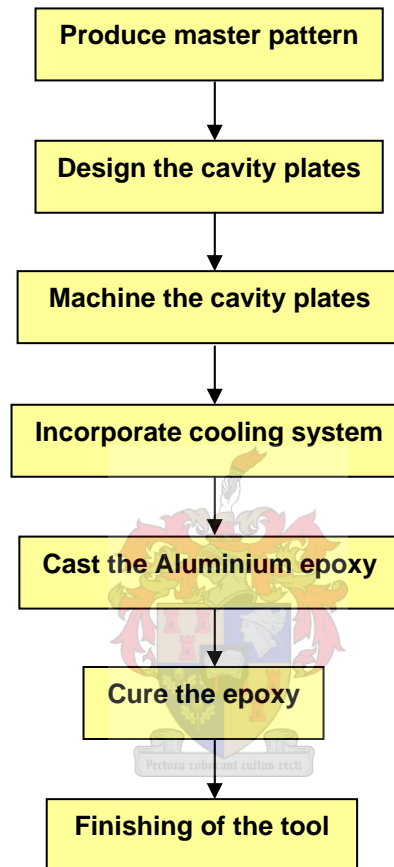 Produce master pattern
Design the cavity plates
Machine the cavity plates
Incorporate cooling system
Cast the Aluminium epoxy
Cure the epoxy
Pectora roborant cultus recti
Finishing of the tool